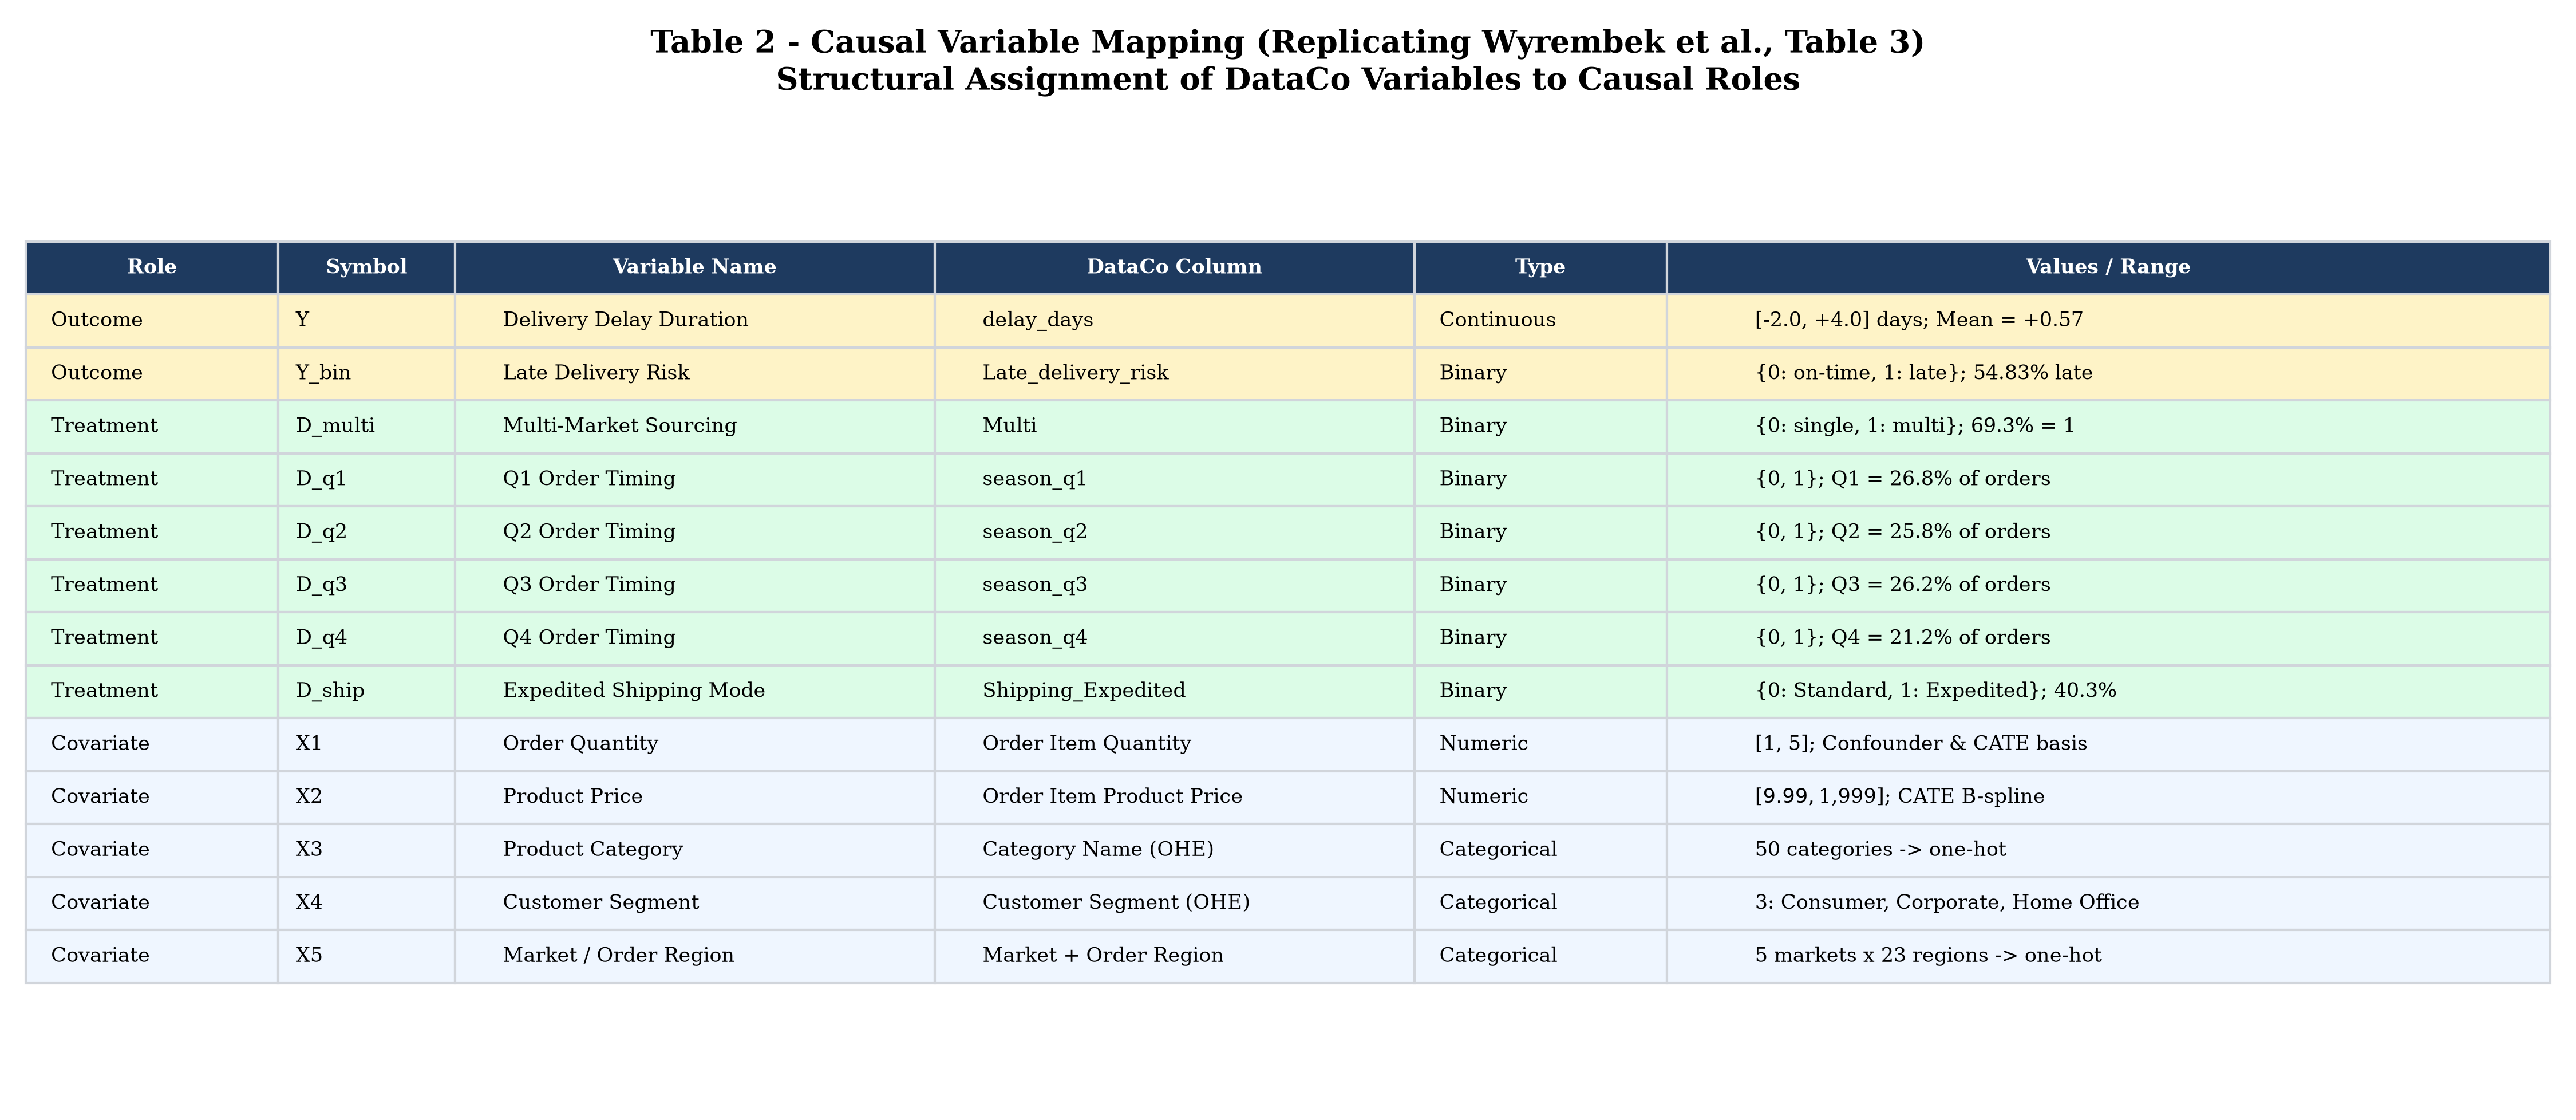 Table 2 - Causal Variable Mapping (Replicating Wyrembek et al., Table 3)
Structural Assignment of DataCo Variables to Causal Roles
Role Symbol Variable Name DataCo Column Type Values / Range
Outcome Y Delivery Delay Duration delay_days Continuous [-2.0, +4.0] days; Mean = +0.57
Outcome Y_bin Late Delivery Risk Late_delivery_risk Binary {0: on-time, 1: late}; 54.83% late
Treatment D_multi Multi-Market Sourcing Multi Binary {0: single, 1: multi}; 69.3% = 1
Treatment D_q1 Q1 Order Timing season_q1 Binary {0, 1}; Q1 = 26.8% of orders
Treatment D_q2 Q2 Order Timing season_q2 Binary {0, 1}; Q2 = 25.8% of orders
Treatment D_q3 Q3 Order Timing season_q3 Binary {0, 1}; Q3 = 26.2% of orders
Treatment D_q4 Q4 Order Timing season_q4 Binary {0, 1}; Q4 = 21.2% of orders
Treatment D_ship Expedited Shipping Mode Shipping_Expedited Binary {0: Standard, 1: Expedited}; 40.3%
Covariate X1 Order Quantity Order Item Quantity Numeric [1, 5]; Confounder & CATE basis
Covariate X2 Product Price Order Item Product Price Numeric [9.99, 1,999]; CATE B-spline
Covariate X3 Product Category Category Name (OHE) Categorical 50 categories -> one-hot
Covariate X4 Customer Segment Customer Segment (OHE) Categorical 3: Consumer, Corporate, Home Office
Covariate X5 Market / Order Region Market + Order Region Categorical 5 markets x 23 regions -> one-hot